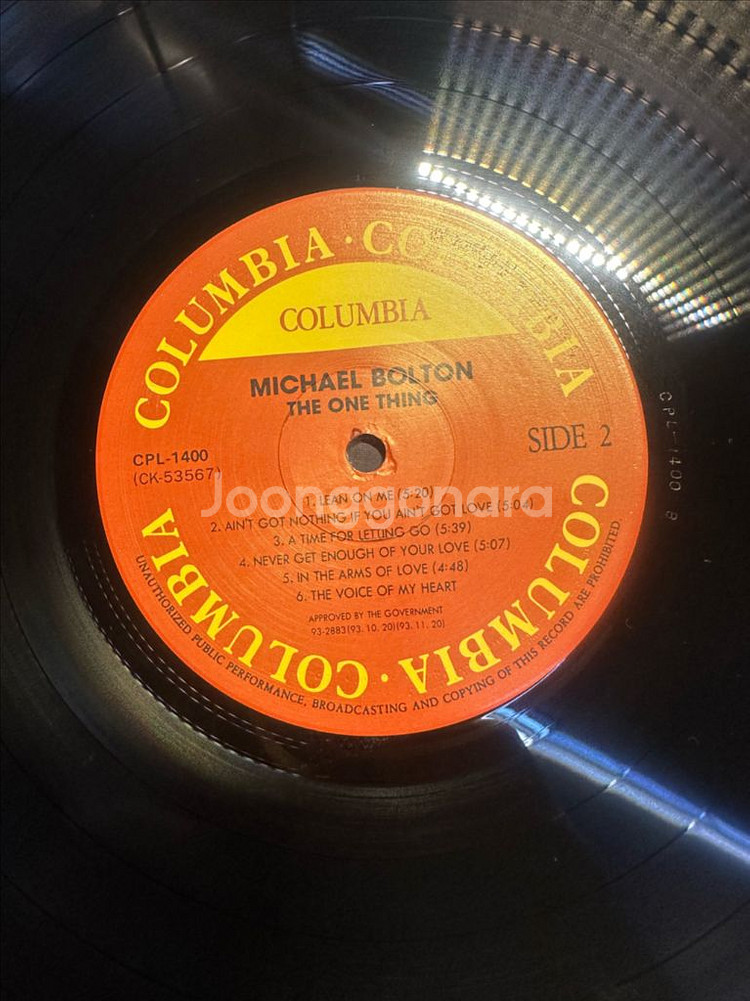 COLUMBIA · COLUMBIA
COLUMBIA
MICHAEL BOLTON
THE ONE THING
SIDE 2
CPL-1400
(CK-53567)
1. LEAN ON ME (5:20)
2. AIN'T GOT NOTHING IF YOU AIN'T GOT LOVE (5:04)
3. A TIME FOR LETTING GO (5:39)
4. NEVER GET ENOUGH OF YOUR LOVE (5:07)
5. IN THE ARMS OF LOVE (4:48)
6. THE VOICE OF MY HEART
APPROVED BY THE GOVERNMENT
93-2883(93. 10. 20)(93. 11. 20)
COLUMBIA · COLUMBIA · COLUMBIA
UNAUTHORIZED PUBLIC PERFORMANCE, BROADCASTING AND COPYING OF THIS RECORD ARE PROHIBITED.
CPL-1400 B
Joonggonara